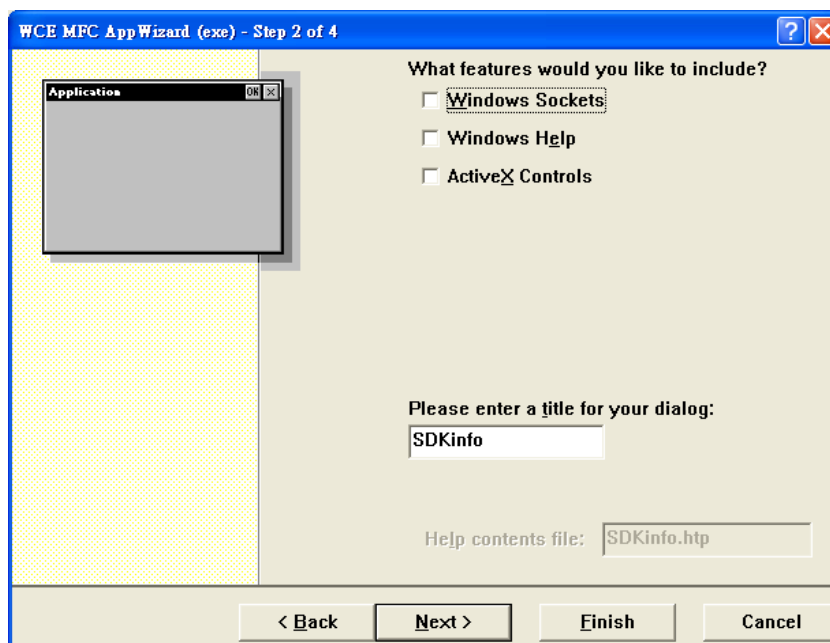 WCE MFC AppWizard (exe) - Step 2 of 4
Application
OK
What features would you like to include?
Windows Sockets
Windows Help
ActiveX Controls
Please enter a title for your dialog:
SDKinfo
Help contents file: SDKinfo.htp
< Back Next > Finish Cancel